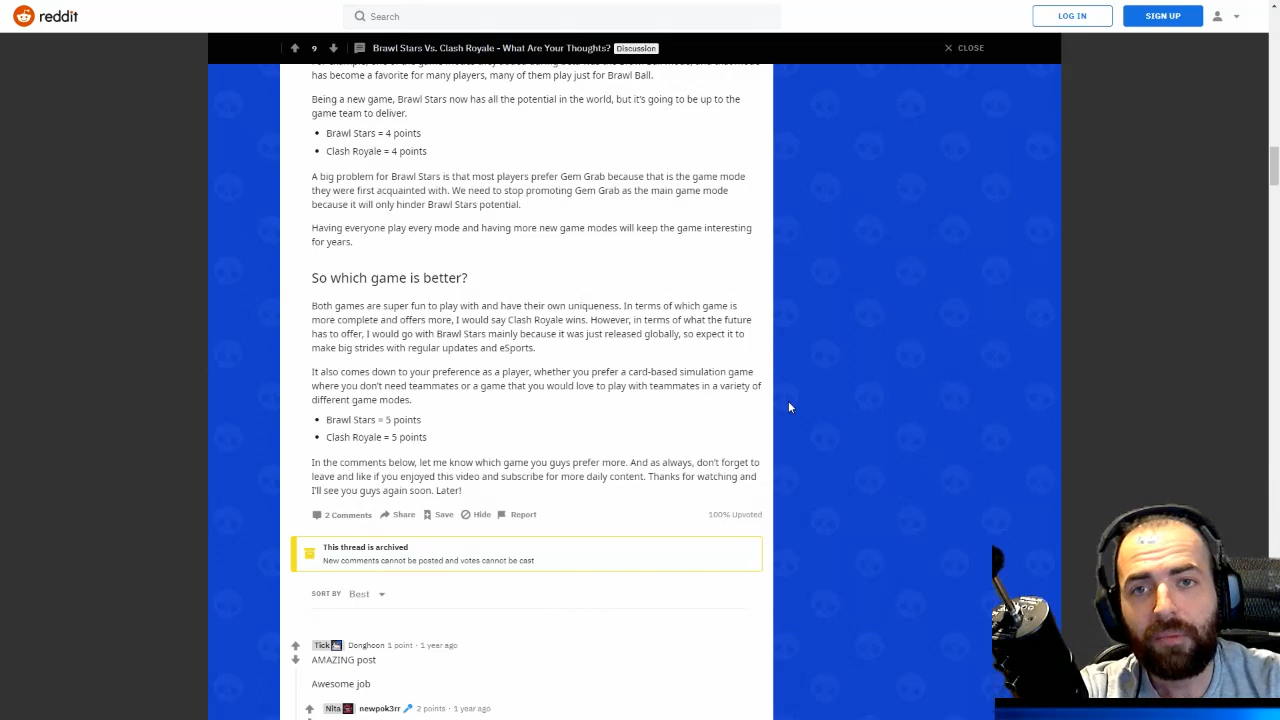 reddit
Search
LOG IN
SIGN UP
9
Brawl Stars Vs. Clash Royale - What Are Your Thoughts? Discussion
CLOSE
has become a favorite for many players, many of them play just for Brawl Ball.
Being a new game, Brawl Stars now has all the potential in the world, but it's going to be up to the
game team to deliver.
• Brawl Stars = 4 points
• Clash Royale = 4 points
A big problem for Brawl Stars is that most players prefer Gem Grab because that is the game mode
they were first acquainted with. We need to stop promoting Gem Grab as the main game mode
because it will only hinder Brawl Stars potential.
Having everyone play every mode and having more new game modes will keep the game interesting
for years.
So which game is better?
Both games are super fun to play with and have their own uniqueness. In terms of which game is
more complete and offers more, I would say Clash Royale wins. However, in terms of what the future
has to offer, I would go with Brawl Stars mainly because it was just released globally, so expect it to
make big strides with regular updates and eSports.
It also comes down to your preference as a player, whether you prefer a card-based simulation game
where you don't need teammates or a game that you would love to play with teammates in a variety of
different game modes.
• Brawl Stars = 5 points
• Clash Royale = 5 points
In the comments below, let me know which game you guys prefer more. And as always, don't forget to
leave and like if you enjoyed this video and subscribe for more daily content. Thanks for watching and
I'll see you guys again soon. Later!
2 Comments Share Save Hide Report 100% Upvoted
This thread is archived
New comments cannot be posted and votes cannot be cast
SORT BY Best
Tick Donghoon 1 point · 1 year ago
AMAZING post
Awesome job
Nita newpok3rr 2 points · 1 year ago